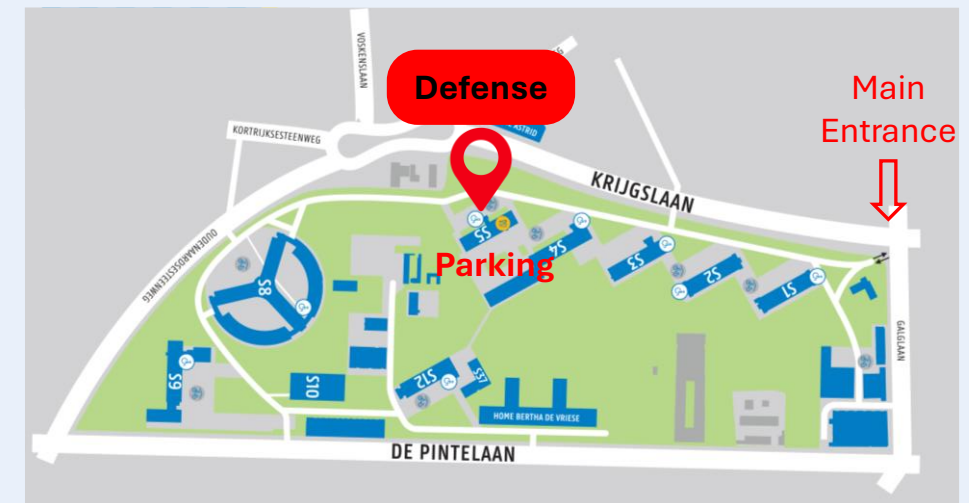 VOSKENSLAAN
Defense
ASTRID
Main
Entrance
KORTRIJKSESTEENWEG
KRIJGSLAAN
OUDENAARDSESTEENWEG
S5
S4
Parking
S3
S2
S1
S8
GALGLAAN
S9
S10
S12
S37
HOME BERTHA DE VRIESE
DE PINTELAAN